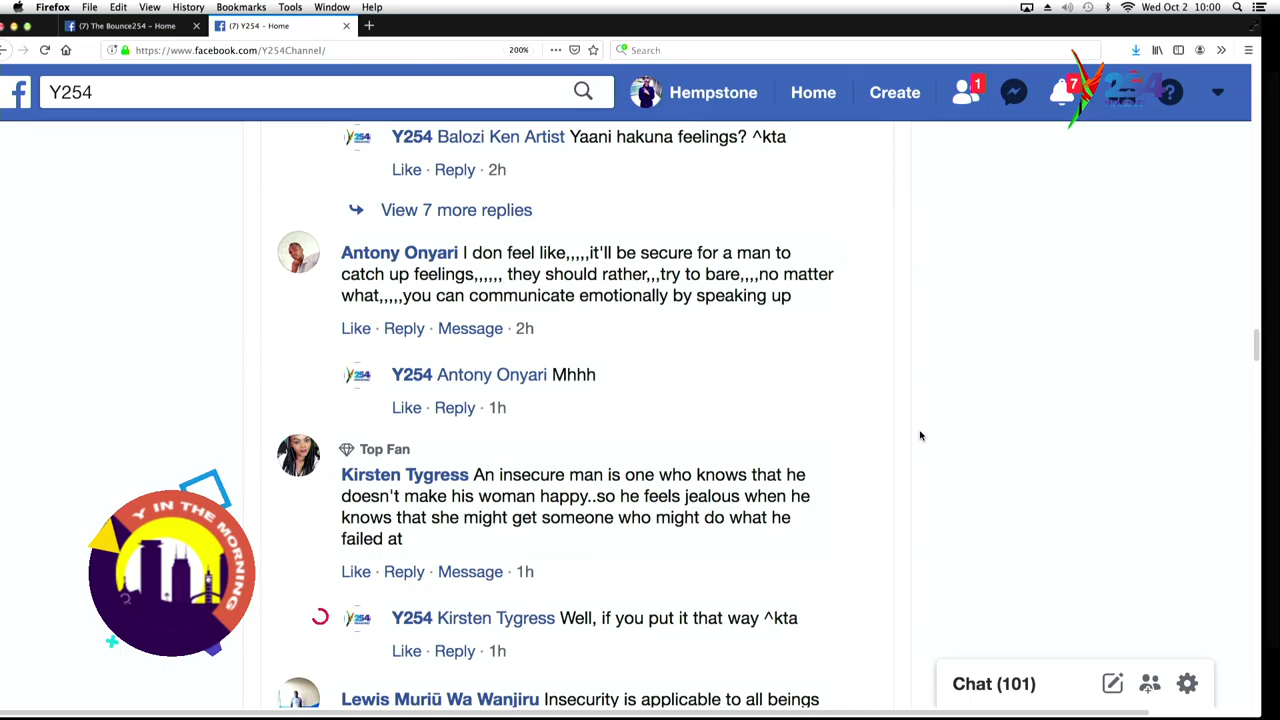 Firefox File Edit View History Bookmarks Tools Window Help Wed Oct 2 10:00
(7) The Bounce254 – Home
(7) Y254 – Home
https://www.facebook.com/Y254Channel/ 200% Search
Y254 Hempstone Home Create 1 7
Y254
Y254 Balozi Ken Artist Yaani hakuna feelings? ^kta
Like · Reply · 2h
View 7 more replies
Antony Onyari I don feel like,,,,,it'll be secure for a man to
catch up feelings,,,,,, they should rather,,,try to bare,,,,no matter
what,,,,,you can communicate emotionally by speaking up
Like · Reply · Message · 2h
Y254 Antony Onyari Mhhh
Like · Reply · 1h
Top Fan
Kirsten Tygress An insecure man is one who knows that he
doesn't make his woman happy..so he feels jealous when he
knows that she might get someone who might do what he
failed at
Like · Reply · Message · 1h
Y254 Kirsten Tygress Well, if you put it that way ^kta
Like · Reply · 1h
Lewis Muriū Wa Wanjiru Insecurity is applicable to all beings
Y IN THE MORNING
Chat (101)